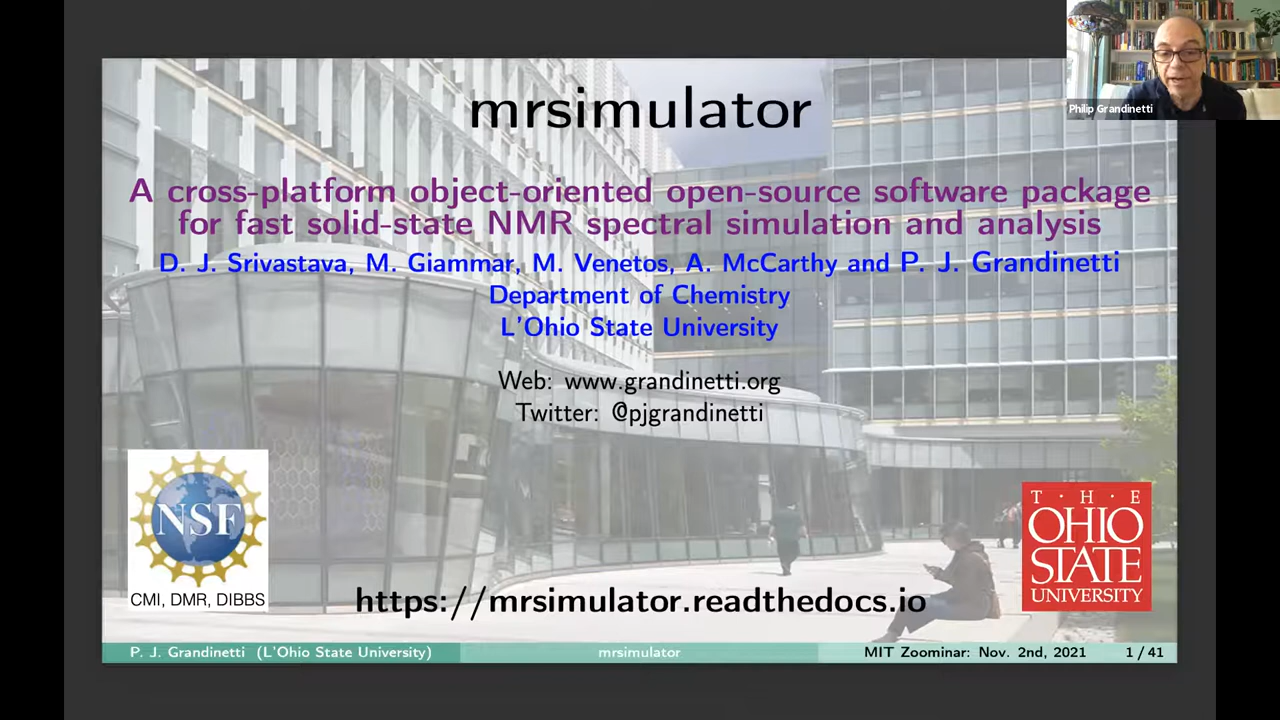 Philip Grandinetti
mrsimulator
A cross-platform object-oriented open-source software package
for fast solid-state NMR spectral simulation and analysis
D. J. Srivastava, M. Giammar, M. Venetos, A. McCarthy and P. J. Grandinetti
Department of Chemistry
L'Ohio State University
Web: www.grandinetti.org
Twitter: @pjgrandinetti
NSF
CMI, DMR, DIBBS
T · H · E
OHIO
STATE
UNIVERSITY
https://mrsimulator.readthedocs.io
P. J. Grandinetti (L'Ohio State University)
mrsimulator
MIT Zoominar: Nov. 2nd, 2021
1 / 41